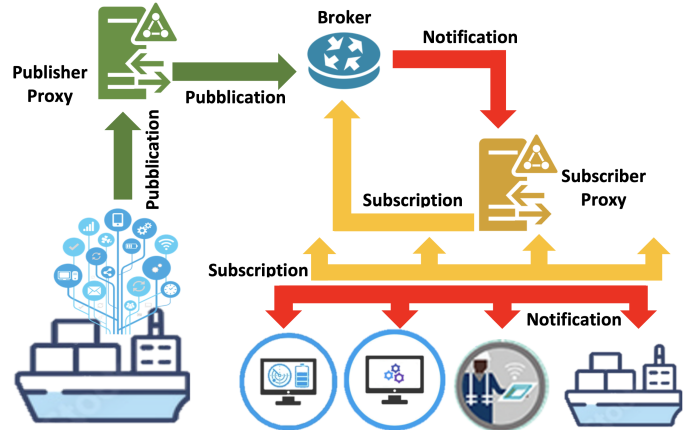 Broker
Notification
Publisher
Proxy
Pubblication
Pubblication
Subscriber
Proxy
Subscription
Subscription
Notification